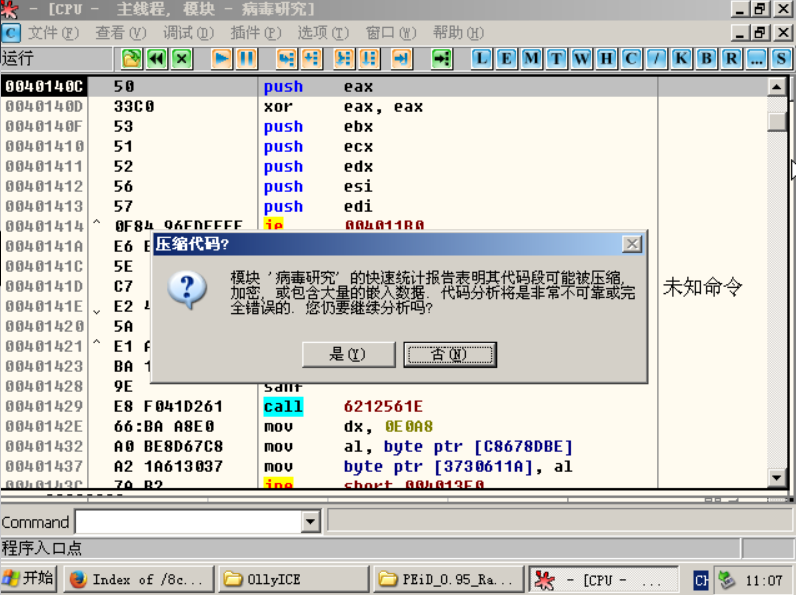 - [CPU - 主线程, 模块 - 病毒研究]
C 文件(F) 查看(V) 调试(D) 插件(P) 选项(T) 窗口(W) 帮助(H)
运行 L E M T W H C / K B R ... S
0040140C 50 push eax
0040140D 33C0 xor eax, eax
0040140F 53 push ebx
00401410 51 push ecx
00401411 52 push edx
00401412 56 push esi
00401413 57 push edi
00401414 ^ 0F84 96FDFFFF je 004011B0
0040141A E6
压缩代码?
0040141C 5E
模块 '病毒研究' 的快速统计报告表明其代码段可能被压缩,
0040141D C7 未知命令
加密, 或包含大量的嵌入数据. 代码分析将是非常不可靠或完
0040141E E2
全错误的. 您仍要继续分析吗?
00401420 5A
00401421 ^ E1
是(Y) 否(N)
00401423 BA
00401428 9E sahf
00401429 E8 F041D261 call 6212561E
0040142E 66:BA A8E0 mov dx, 0E0A8
00401432 A0 BE8D67C8 mov al, byte ptr [C8678DBE]
00401437 A2 1A613037 mov byte ptr [3730611A], al
0040143C 7A B2 jpe short 004013F0
Command
程序入口点
开始 Index of /8c... OllyICE PEiD_0.95_Ra... - [CPU - ... CH 11:07